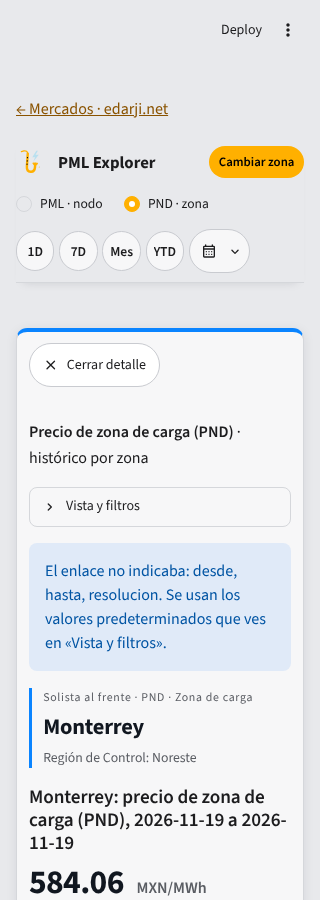 Deploy
← Mercados · edarji.net
PML Explorer
Cambiar zona
PML · nodo
PND · zona
1D
7D
Mes
YTD
Cerrar detalle
Precio de zona de carga (PND) ·
histórico por zona
Vista y filtros
El enlace no indicaba: desde,
hasta, resolucion. Se usan los
valores predeterminados que ves
en «Vista y filtros».
Solista al frente · PND · Zona de carga
Monterrey
Región de Control: Noreste
Monterrey: precio de zona de
carga (PND), 2026-11-19 a 2026-
11-19
584.06 MXN/MWh